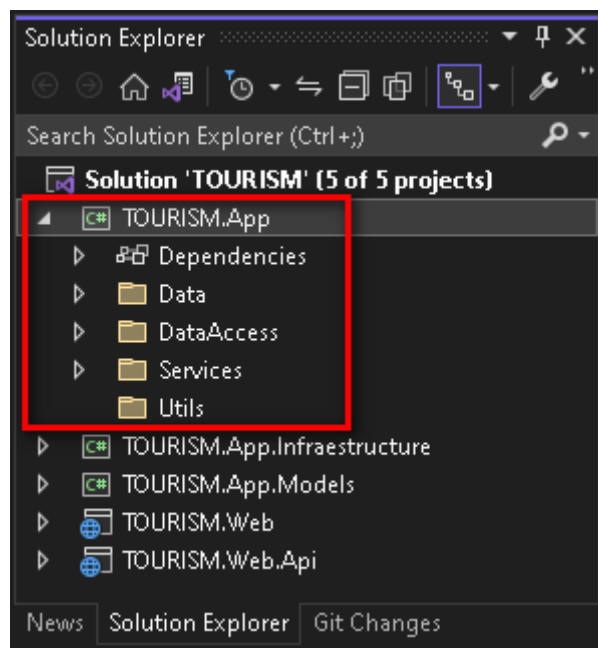 Solution Explorer
Search Solution Explorer (Ctrl+;)
Solution 'TOURISM' (5 of 5 projects)
C# TOURISM.App
Dependencies
Data
DataAccess
Services
Utils
C# TOURISM.App.Infraestructure
C# TOURISM.App.Models
TOURISM.Web
TOURISM.Web.Api
News Solution Explorer Git Changes